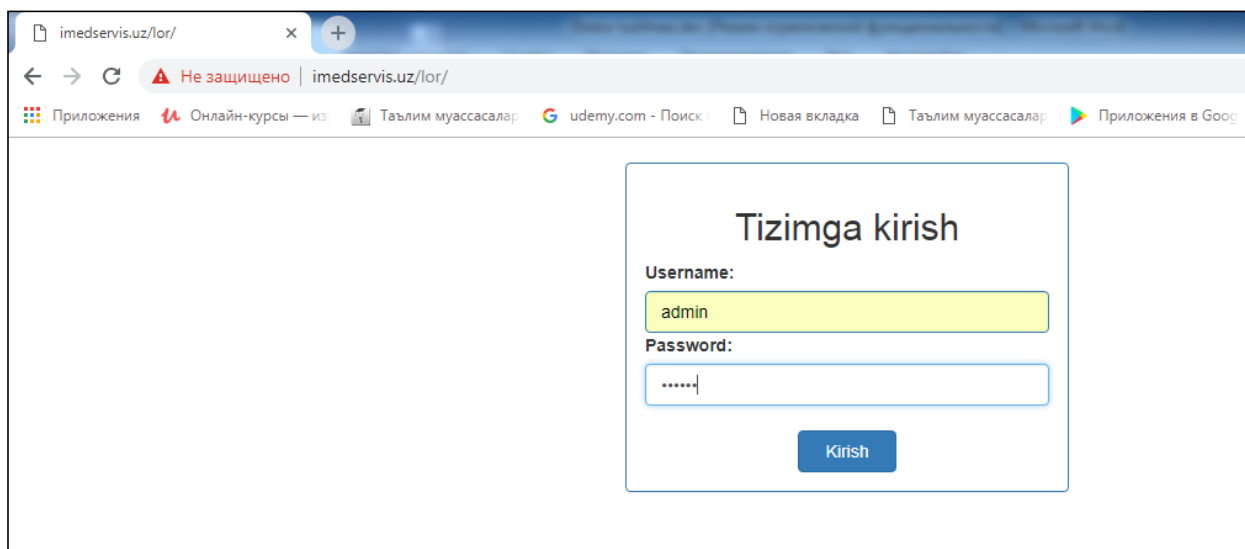 imedservis.uz/lor/
Не защищено | imedservis.uz/lor/
Приложения Онлайн-курсы — из Таълим муассасалар udemy.com - Поиск Новая вкладка Таълим муассасалар Приложения в Goog
Tizimga kirish
Username:
admin
Password:
••••••
Kirish